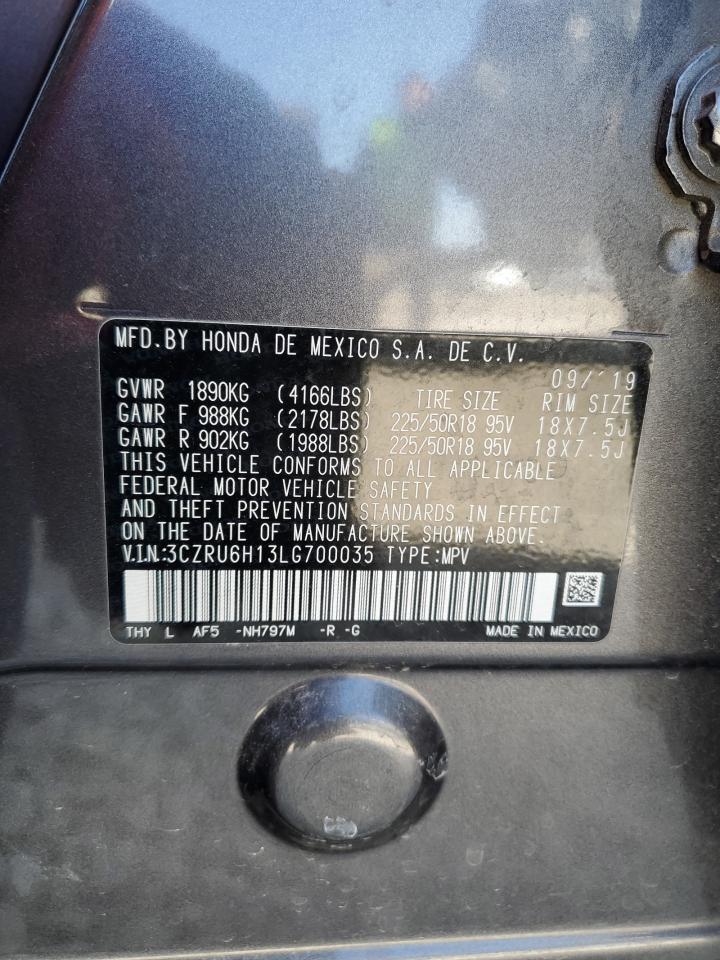 MFD.BY HONDA DE MEXICO S.A. DE C.V.
09/'19
GVWR 1890KG (4166LBS) TIRE SIZE RIM SIZE
GAWR F 988KG (2178LBS) 225/50R18 95V 18X7.5J
GAWR R 902KG (1988LBS) 225/50R18 95V 18X7.5J
THIS VEHICLE CONFORMS TO ALL APPLICABLE
FEDERAL MOTOR VEHICLE SAFETY
AND THEFT PREVENTION STANDARDS IN EFFECT
ON THE DATE OF MANUFACTURE SHOWN ABOVE.
V.I.N.:3CZRU6H13LG700035 TYPE:MPV
THY L AF5 -NH797M -R -G MADE IN MEXICO